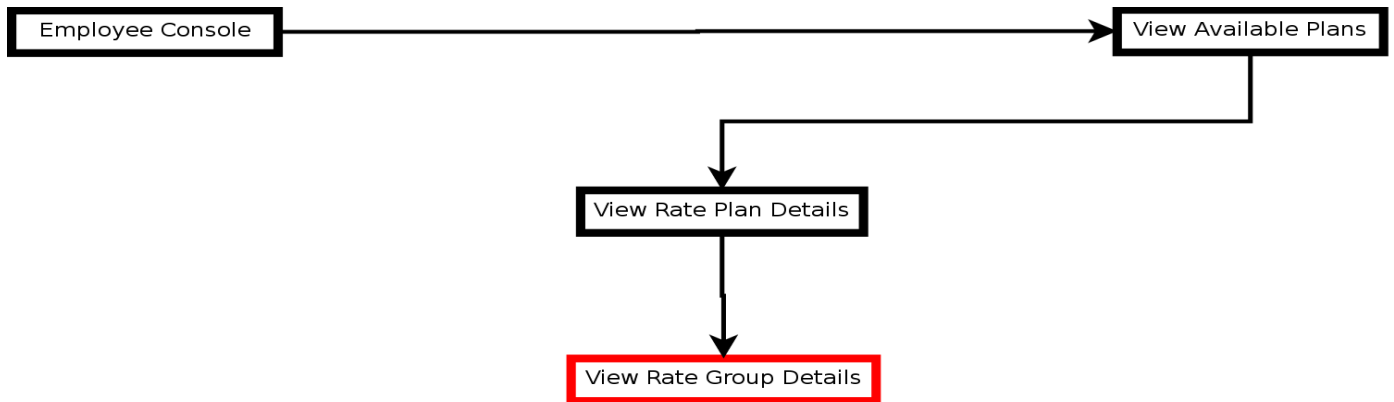 Employee Console
View Available Plans
View Rate Plan Details
View Rate Group Details